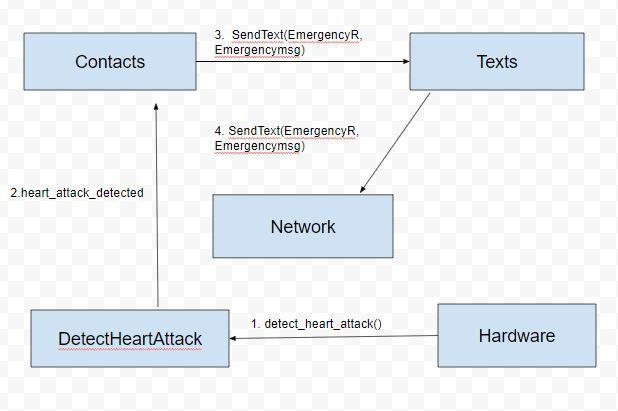 3. SendText(EmergencyR,
Emergencymsg)
Contacts
Texts
4. SendText(EmergencyR,
Emergencymsg)
2.heart_attack_detected
Network
1. detect_heart_attack()
DetectHeartAttack
Hardware